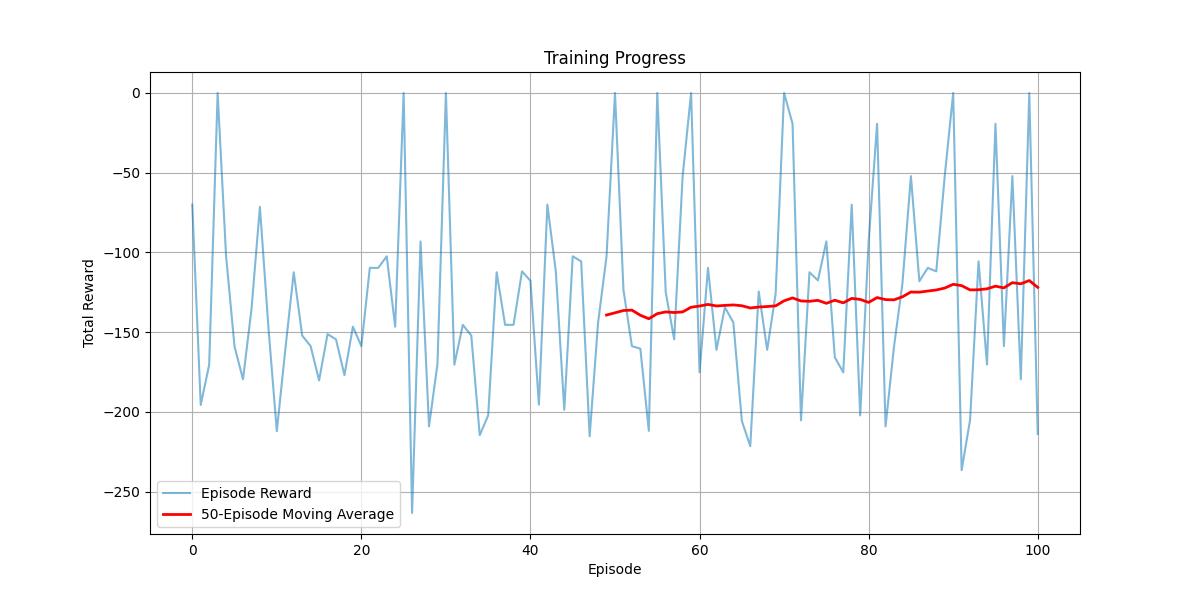 Training Progress
Total Reward
0
−50
−100
−150
−200
−250
Episode Reward
50-Episode Moving Average
0
20
40
60
80
100
Episode